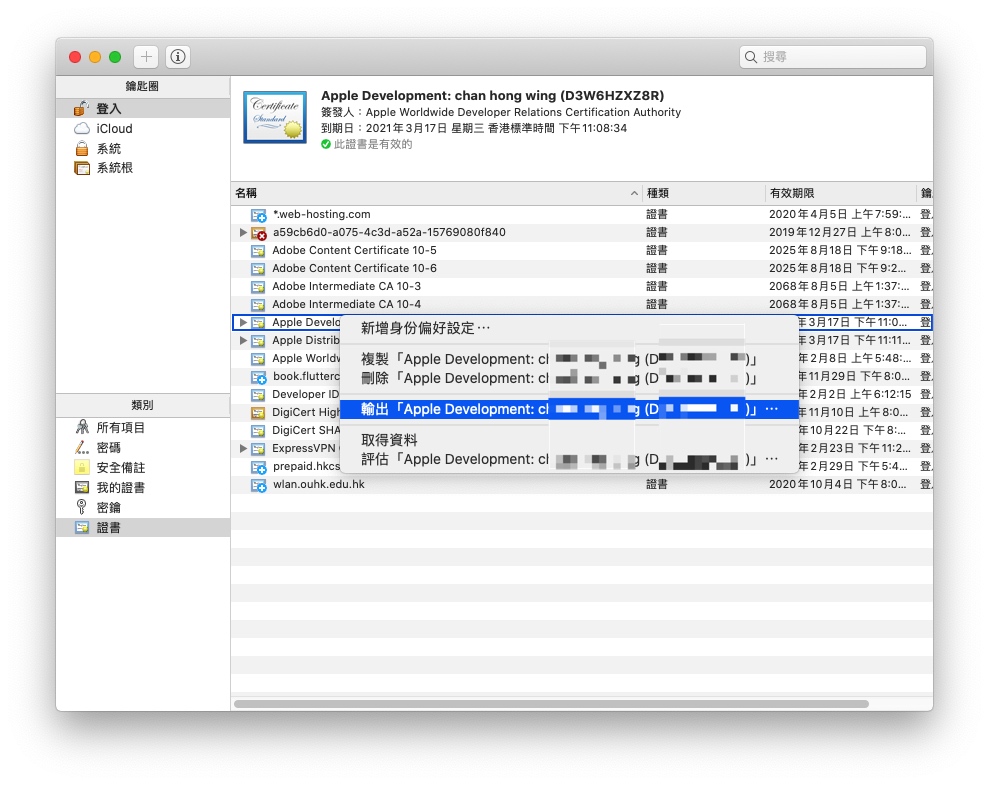 搜尋
鑰匙圈
登入
iCloud
系統
系統根
Certificate
Standard
Apple Development: chan hong wing (D3W6HZXZ8R)
簽發人：Apple Worldwide Developer Relations Certification Authority
到期日：2021年3月17日 星期三 香港標準時間 下午11:08:34
此證書是有效的
名稱 種類 有效期限 鑰
*.web-hosting.com 證書 2020年4月5日 上午7:59:... 登
a59cb6d0-a075-4c3d-a52a-15769080f840 證書 2019年12月27日 上午8:0... 登
Adobe Content Certificate 10-5 證書 2025年8月18日 下午9:18... 登
Adobe Content Certificate 10-6 證書 2025年8月18日 下午9:2... 登
Adobe Intermediate CA 10-3 證書 2068年8月5日 上午1:37:... 登
Adobe Intermediate CA 10-4 證書 2068年8月5日 上午1:37:... 登
Apple Develo 年3月17日 下午11:0... 登
Apple Distrib 年3月17日 下午11:11... 登
Apple Worldw 年2月8日 上午5:48:... 登
book.flutterc 年11月29日 下午8:0... 登
Developer ID 年2月2日 上午6:12:15 登
DigiCert High 年11月10日 上午8:0... 登
DigiCert SHA 年10月22日 下午8:... 登
ExpressVPN 年2月23日 下午11:2... 登
prepaid.hkcs 年2月29日 下午5:4... 登
wlan.ouhk.edu.hk 證書 2020年10月4日 下午8:0... 登
新增身份偏好設定⋯
複製「Apple Development: ch g (D )」
刪除「Apple Development: ch g (D )」
輸出「Apple Development: ch g (D )」⋯
取得資料
評估「Apple Development: ch g (D )」⋯
類別
所有項目
密碼
安全備註
我的證書
密鑰
證書